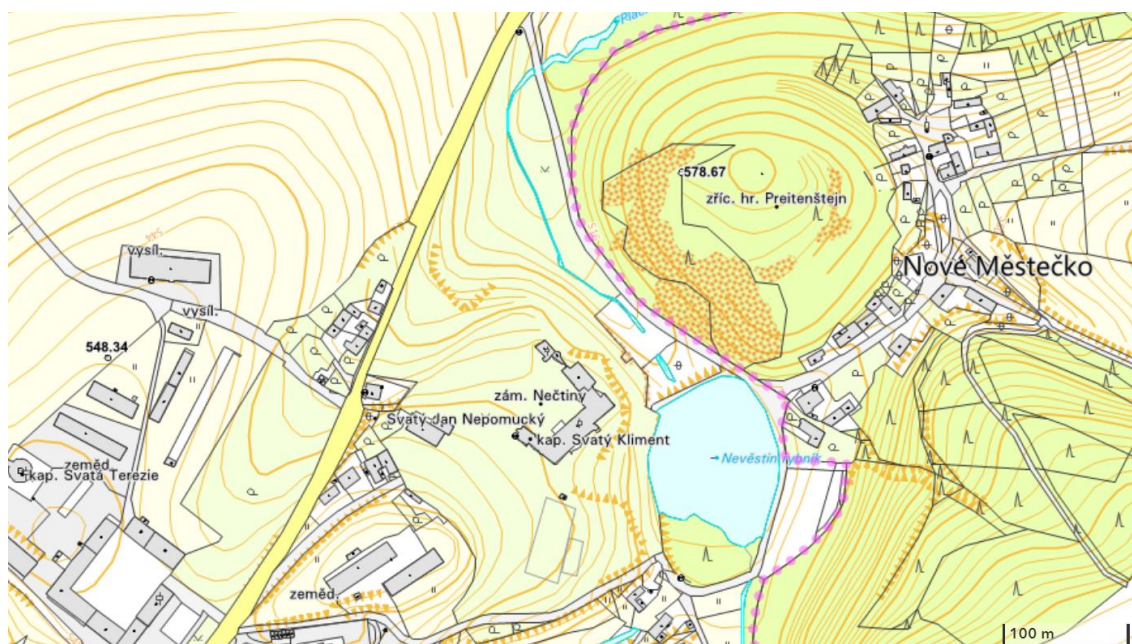 578.67
zříc. hr. Preitenštejn
vysíl.
Nové Městečko
vysíl.
548.34
zám. Nečtiny
Svatý Jan Nepomucký
kap. Svatý Kliment
Nevěstin rybník
zeměd.
kap. Svatá Terezie
zeměd.
100 m